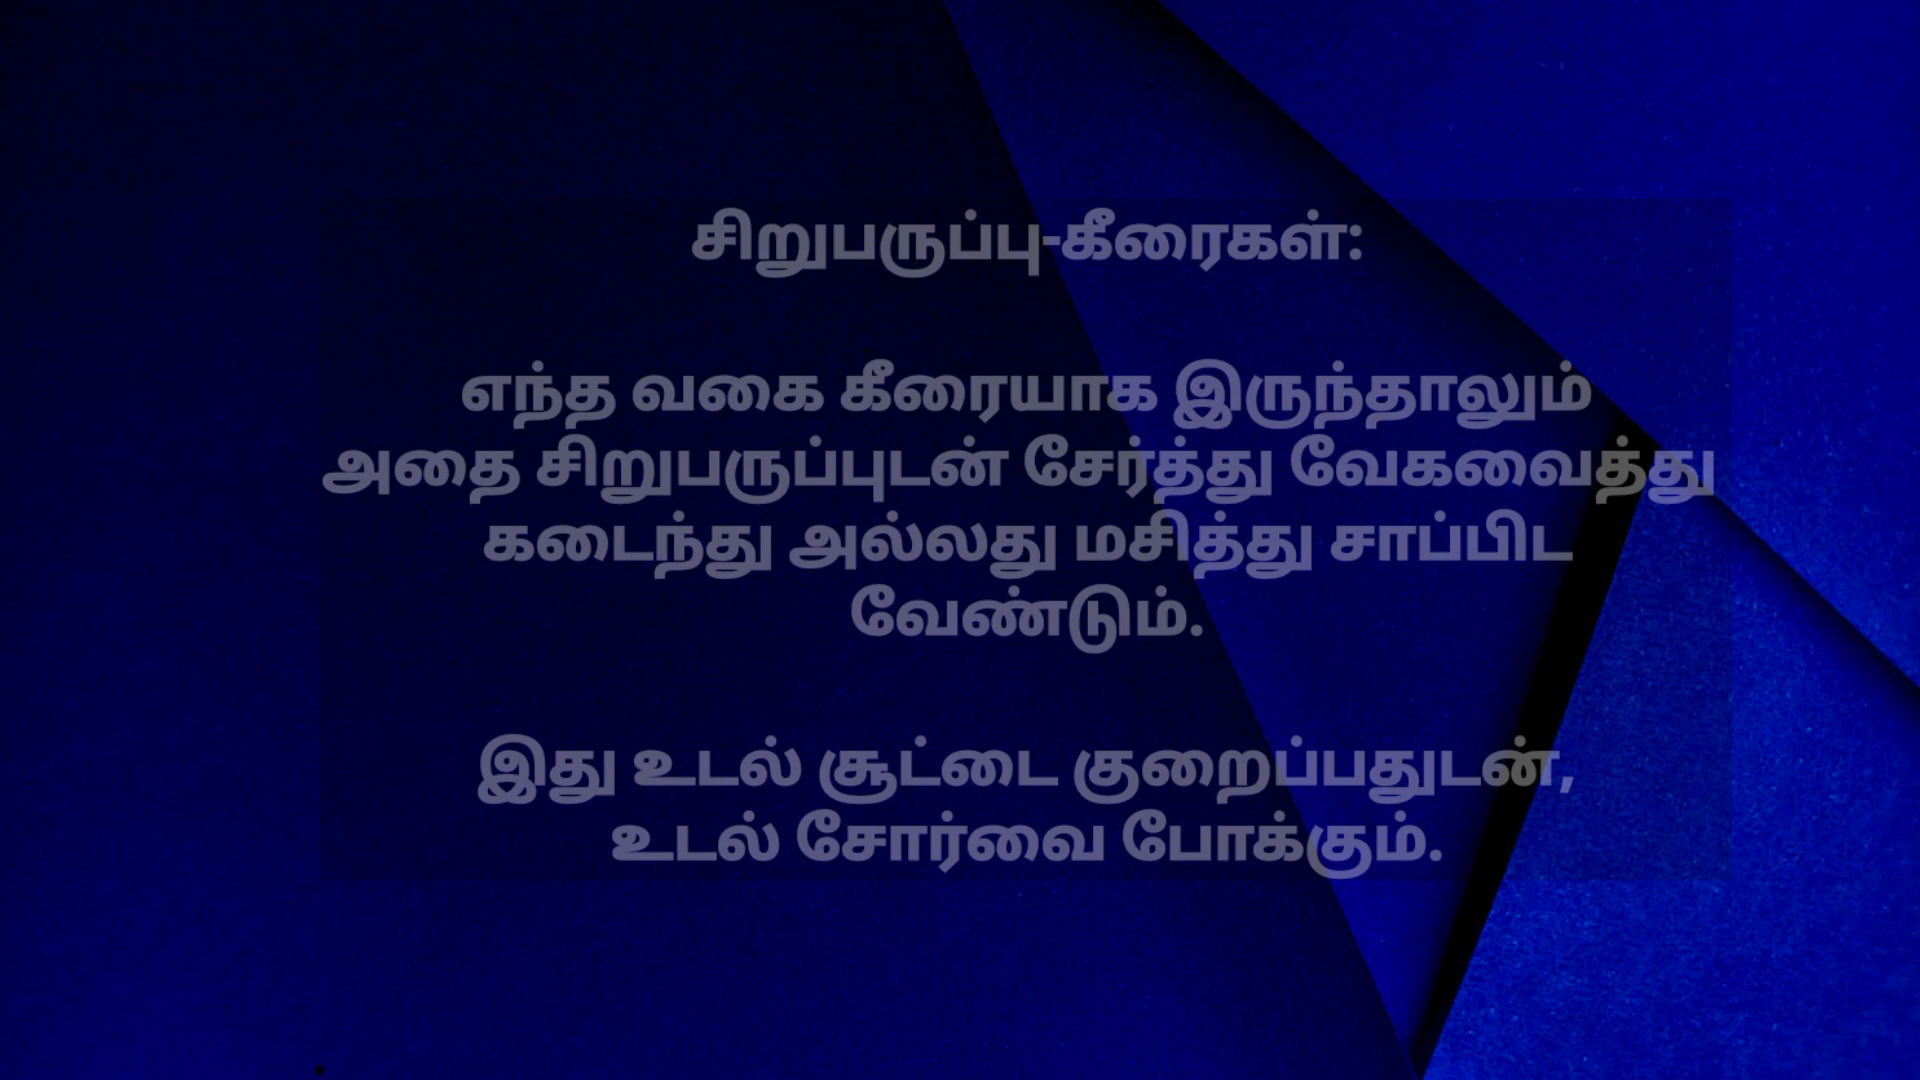 சிறுபருப்பு-கீரைகள்:
எந்த வகை கீரையாக இருந்தாலும்
அதை சிறுபருப்புடன் சேர்த்து வேகவைத்து
கடைந்து அல்லது மசித்து சாப்பிட
வேண்டும்.
இது உடல் சூட்டை குறைப்பதுடன்,
உடல் சோர்வை போக்கும்.